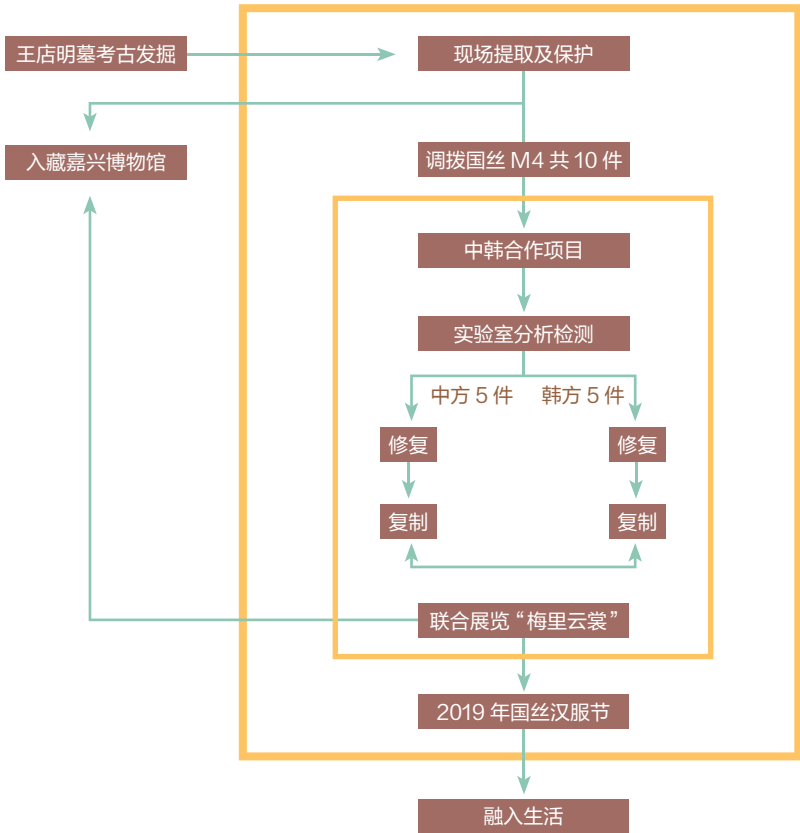 王店明墓考古发掘
现场提取及保护
入藏嘉兴博物馆
调拨国丝 M4 共 10 件
中韩合作项目
实验室分析检测
中方 5 件
韩方 5 件
修复
修复
复制
复制
联合展览“梅里云裳”
2019 年国丝汉服节
融入生活